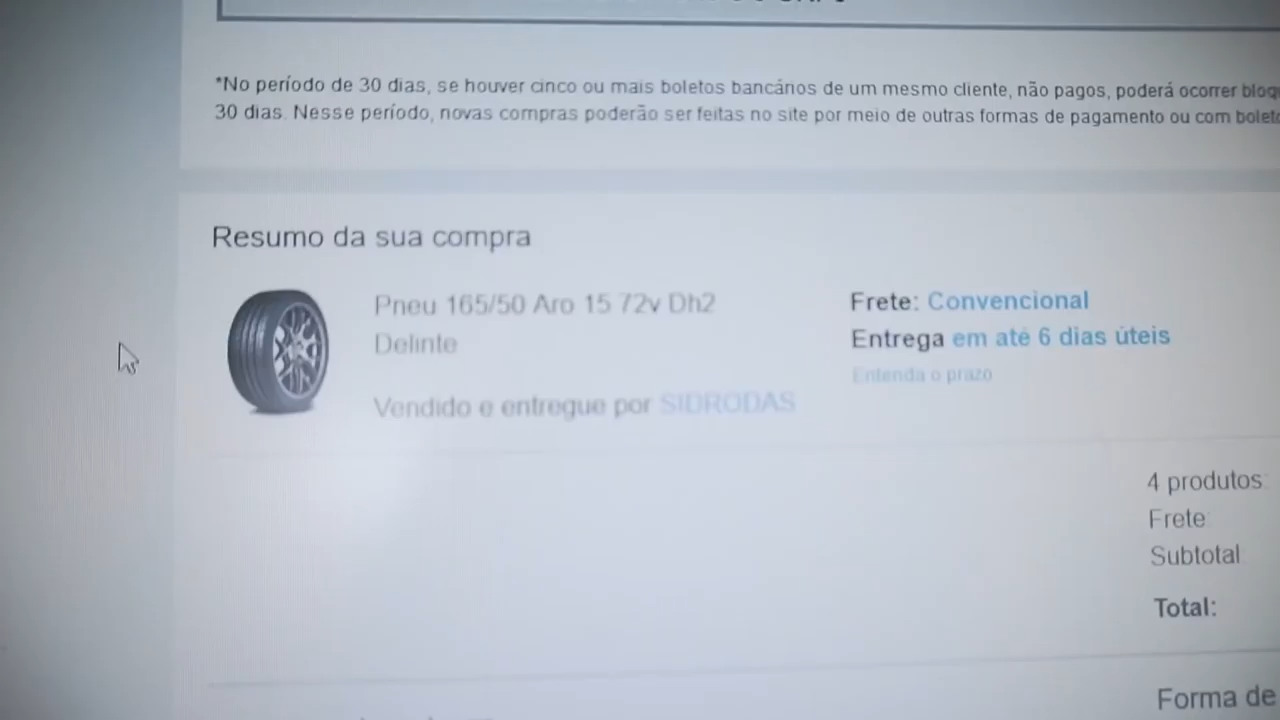 *No período de 30 dias, se houver cinco ou mais boletos bancários de um mesmo cliente, não pagos, poderá ocorrer
30 dias. Nesse período, novas compras poderão ser feitas no site por meio de outras formas de pagamento ou com
Resumo da sua compra
Pneu 165/50 Aro 15 72v Dh2
Delinte
Vendido e entregue por SIDRODAS
Frete: Convencional
Entrega em até 6 dias úteis
Entenda o prazo
4 produtos:
Frete:
Subtotal
Total:
Forma de